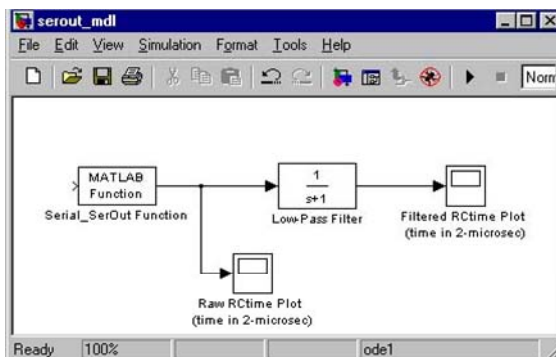 serout_mdl
File Edit View Simulation Format Tools Help
Norm
MATLAB
Function
Serial_SerOut Function
1
s+1
Low-Pass Filter
Filtered RCtime Plot
(time in 2-microsec)
Raw RCtime Plot
(time in 2-microsec)
Ready 100% ode1